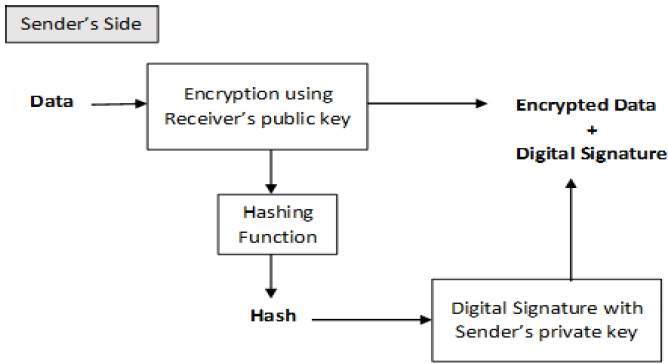 Sender’s Side
Data
Encryption using
Receiver’s public key
Encrypted Data
+
Digital Signature
Hashing
Function
Hash
Digital Signature with
Sender’s private key